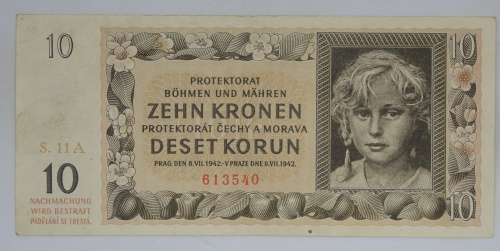 10
10
PROTEKTORAT
BÖHMEN UND MÄHREN
ZEHN KRONEN
PROTEKTORÁT ČECHY A MORAVA
DESET KORUN
PRAG, DEN 8.VII.1942.-V PRAZE DNE 8.VII.1942.
613540
S. 11A
10
NACHMACHUNG
WIRD BESTRAFT
PADĚLÁNÍ SE TRESTÁ.
10